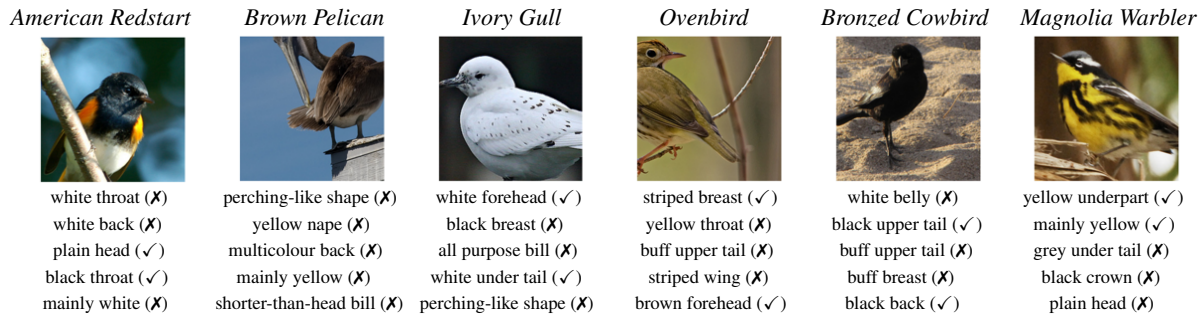 American Redstart
Brown Pelican
Ivory Gull
Ovenbird
Bronzed Cowbird
Magnolia Warbler
white throat (✗)
white back (✗)
plain head (✓)
black throat (✓)
mainly white (✗)
perching-like shape (✗)
yellow nape (✗)
multicolour back (✗)
mainly yellow (✗)
shorter-than-head bill (✗)
white forehead (✓)
black breast (✗)
all purpose bill (✗)
white under tail (✓)
perching-like shape (✗)
striped breast (✓)
yellow throat (✗)
buff upper tail (✗)
striped wing (✗)
brown forehead (✓)
white belly (✗)
black upper tail (✓)
buff upper tail (✗)
buff breast (✗)
black back (✓)
yellow underpart (✓)
mainly yellow (✓)
grey under tail (✗)
black crown (✗)
plain head (✗)